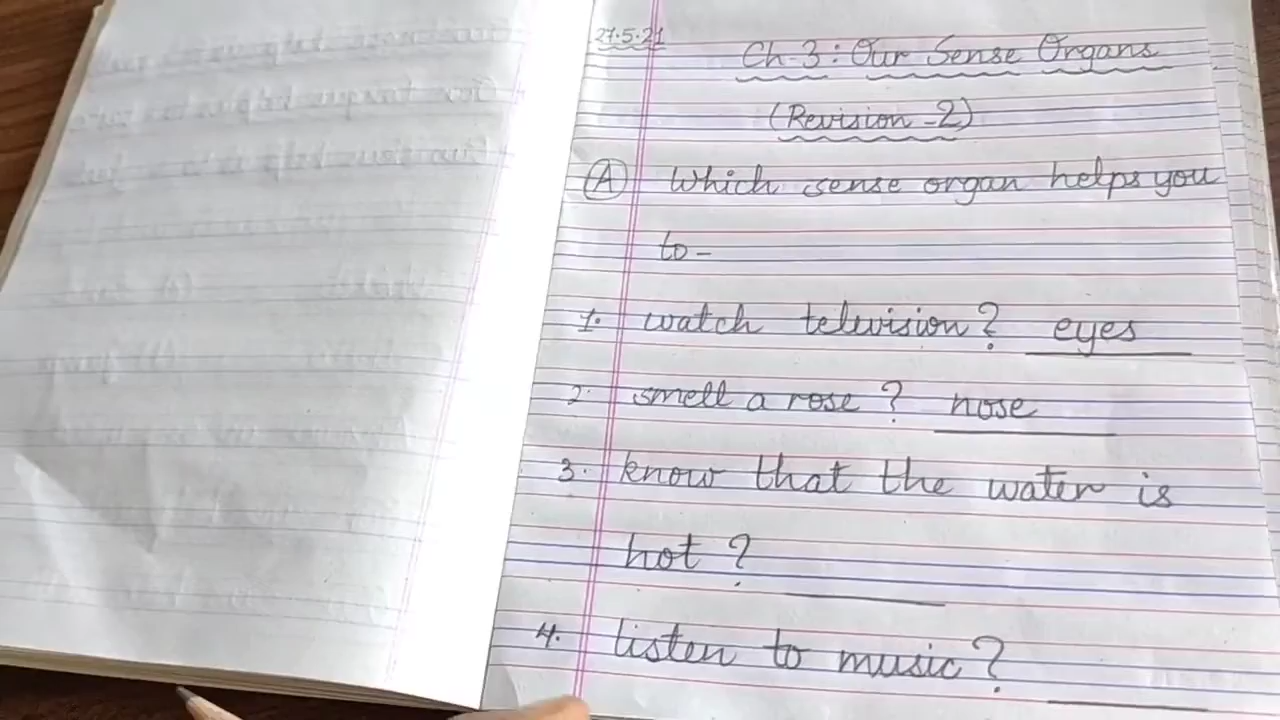 27.5.21
Ch-3: Our Sense Organs
(Revision -2)
A Which sense organ helps you
to -
1. watch television? eyes
2. smell a rose? nose
3. know that the water is
hot?
4. listen to music?